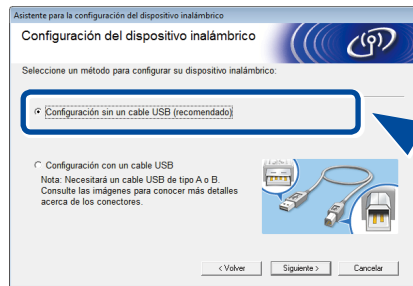 Asistente para la configuración del dispositivo inalámbrico
Configuración del dispositivo inalámbrico
Seleccione un método para configurar su dispositivo inalámbrico:
Configuración sin un cable USB (recomendado)
Configuración con un cable USB
Nota: Necesitará un cable USB de tipo A o B.
Consulte las imágenes para conocer más detalles
acerca de los conectores.
< Volver
Siguiente >
Cancelar